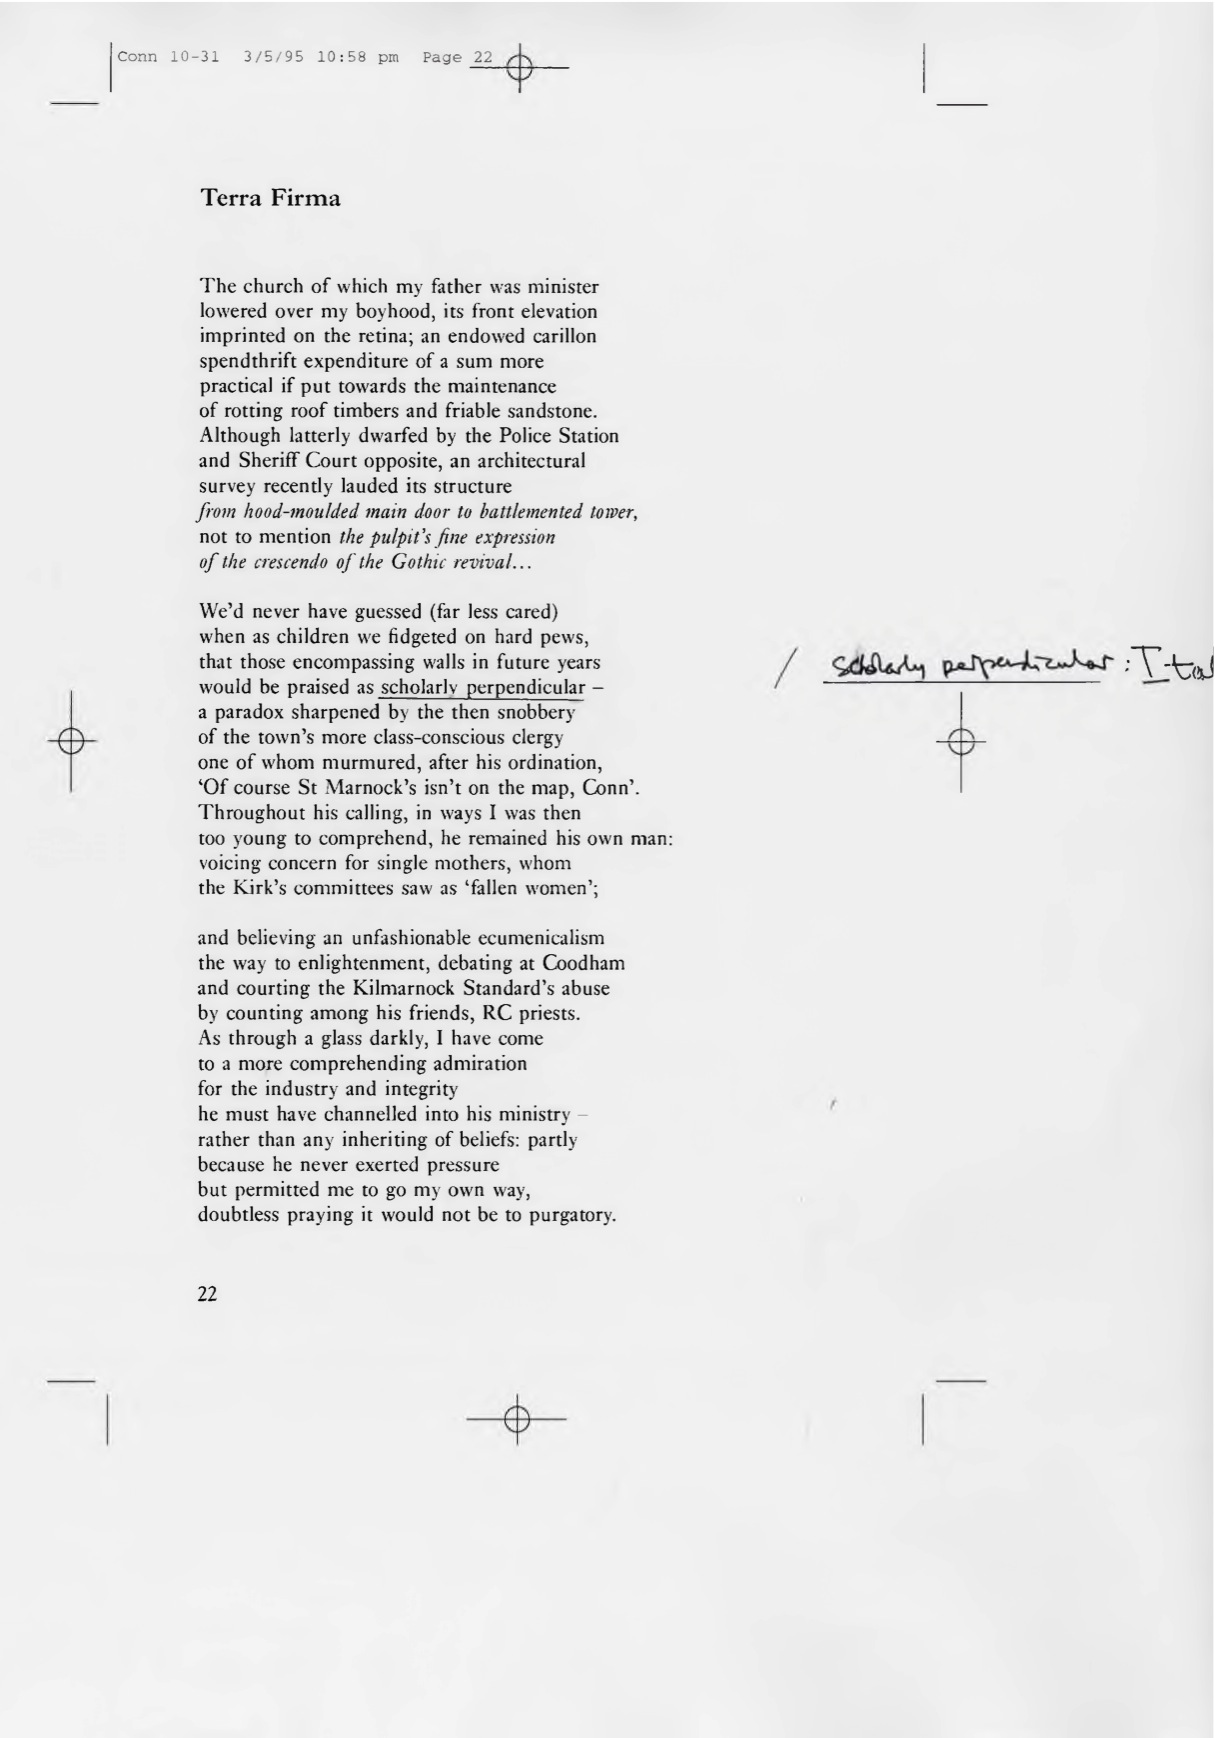 Conn 10-31 3/5/95 10:58 pm Page 22
Terra Firma
The church of which my father was minister
lowered over my boyhood, its front elevation
imprinted on the retina; an endowed carillon
spendthrift expenditure of a sum more
practical if put towards the maintenance
of rotting roof timbers and friable sandstone.
Although latterly dwarfed by the Police Station
and Sheriff Court opposite, an architectural
survey recently lauded its structure
from hood-moulded main door to battlemented tower,
not to mention the pulpit's fine expression
of the crescendo of the Gothic revival...
We'd never have guessed (far less cared)
when as children we fidgeted on hard pews,
that those encompassing walls in future years
would be praised as scholarly perpendicular –
/ scholarly perpendicular : Ital
a paradox sharpened by the then snobbery
of the town's more class-conscious clergy
one of whom murmured, after his ordination,
‘Of course St Marnock's isn't on the map, Conn’.
Throughout his calling, in ways I was then
too young to comprehend, he remained his own man:
voicing concern for single mothers, whom
the Kirk's committees saw as ‘fallen women’;
and believing an unfashionable ecumenicalism
the way to enlightenment, debating at Coodham
and courting the Kilmarnock Standard's abuse
by counting among his friends, RC priests.
As through a glass darkly, I have come
to a more comprehending admiration
for the industry and integrity
he must have channelled into his ministry –
rather than any inheriting of beliefs: partly
because he never exerted pressure
but permitted me to go my own way,
doubtless praying it would not be to purgatory.
22